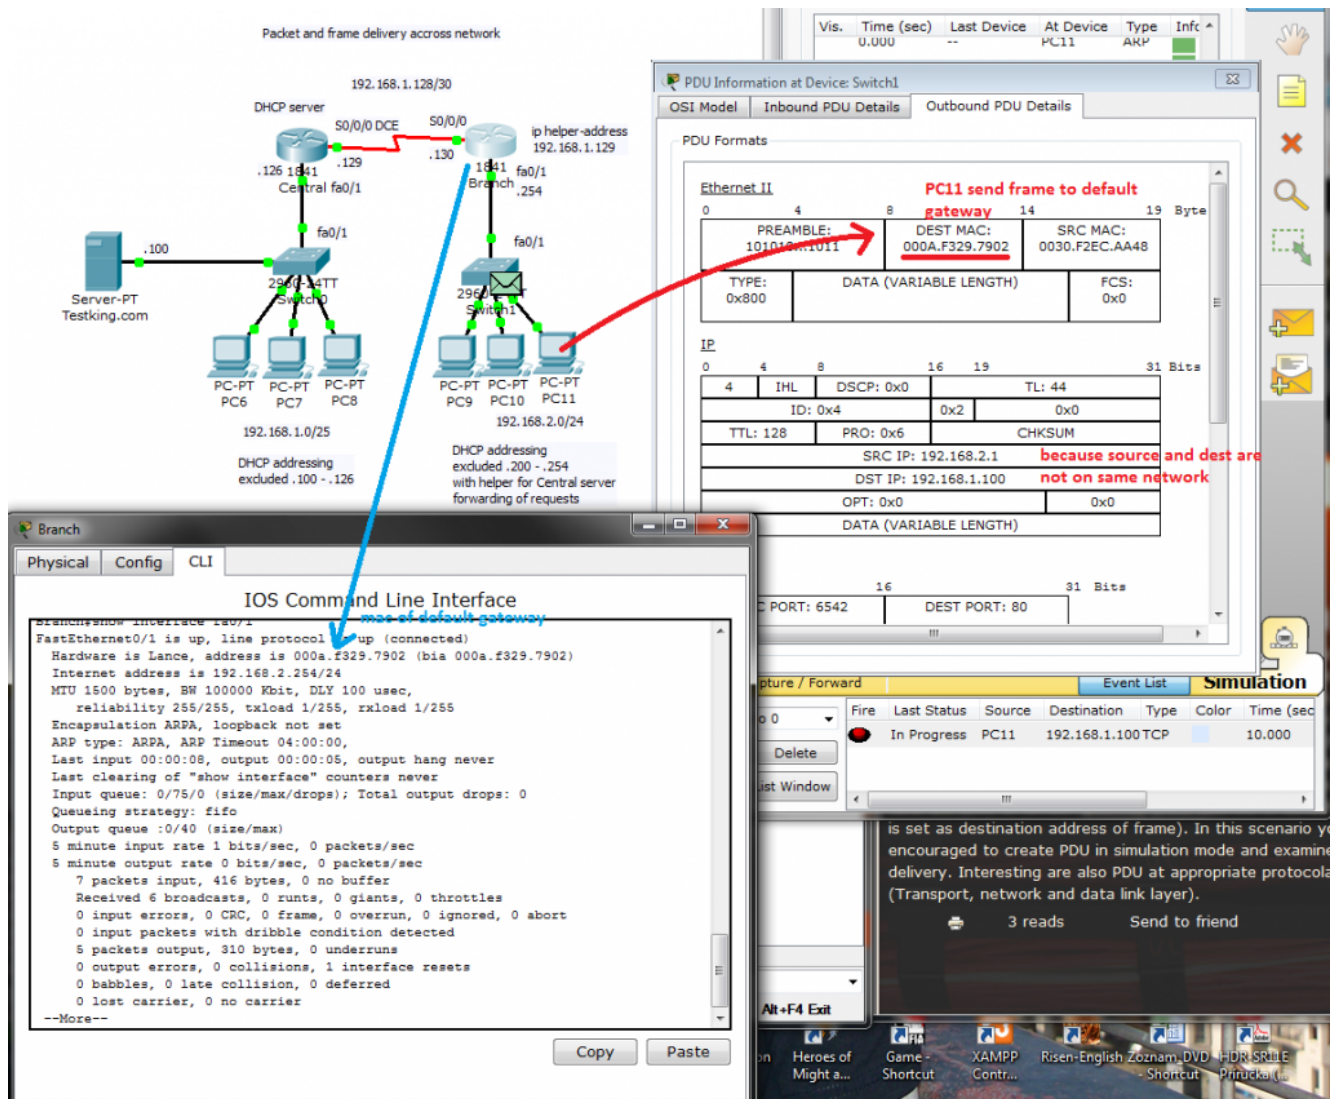 Packet and frame delivery accross network
192.168.1.128/30
DHCP server
S0/0/0 DCE
S0/0/0
ip helper-address
192.168.1.129
.126
1841
Central
fa0/1
.129
.130
1841
Branch
fa0/1
.254
fa0/1
.100
Server-PT
Testking.com
Switch0
fa0/1
Switch1
PC-PT
PC6
PC-PT
PC7
PC-PT
PC8
PC-PT
PC9
PC-PT
PC10
PC-PT
PC11
192.168.1.0/25
192.168.2.0/24
DHCP addressing
excluded .100 - .126
DHCP addressing
excluded .200 - .254
with helper for Central server
forwarding of requests
Vis. Time (sec) Last Device At Device Type
0.000 -- PC11 ARP
PDU Information at Device: Switch1
OSI Model Inbound PDU Details Outbound PDU Details
PDU Formats
Ethernet II
PC11 send frame to default
gateway
0 4 8 14 19 Byte
PREAMBLE: DEST MAC: SRC MAC:
000A.F329.7902 0030.F2EC.AA48
TYPE: DATA (VARIABLE LENGTH) FCS:
0x800 0x0
IP
0 4 8 16 19 31 Bits
4 IHL DSCP: 0x0 TL: 44
ID: 0x4 0x2 0x0
TTL: 128 PRO: 0x6 CHKSUM
SRC IP: 192.168.2.1
because source and dest are
DST IP: 192.168.1.100
not on same network
OPT: 0x0 0x0
DATA (VARIABLE LENGTH)
16 31 Bits
PORT: 6542 DEST PORT: 80
Branch
Physical Config CLI
IOS Command Line Interface
mac of default gateway
Branch#show interface fa0/1
FastEthernet0/1 is up, line protocol is up (connected)
Hardware is Lance, address is 000a.f329.7902 (bia 000a.f329.7902)
Internet address is 192.168.2.254/24
MTU 1500 bytes, BW 100000 Kbit, DLY 100 usec,
reliability 255/255, txload 1/255, rxload 1/255
Encapsulation ARPA, loopback not set
ARP type: ARPA, ARP Timeout 04:00:00,
Last input 00:00:08, output 00:00:05, output hang never
Last clearing of "show interface" counters never
Input queue: 0/75/0 (size/max/drops); Total output drops: 0
Queueing strategy: fifo
Output queue :0/40 (size/max)
5 minute input rate 1 bits/sec, 0 packets/sec
5 minute output rate 0 bits/sec, 0 packets/sec
7 packets input, 416 bytes, 0 no buffer
Received 6 broadcasts, 0 runts, 0 giants, 0 throttles
0 input errors, 0 CRC, 0 frame, 0 overrun, 0 ignored, 0 abort
0 input packets with dribble condition detected
5 packets output, 310 bytes, 0 underruns
0 output errors, 0 collisions, 1 interface resets
0 babbles, 0 late collision, 0 deferred
0 lost carrier, 0 no carrier
--More--
Copy Paste
pture / Forward Event List Simulation
Fire Last Status Source Destination Type Color Time (sec
In Progress PC11 192.168.1.100 TCP 10.000
Delete
List Window
is set as destination address of frame). In this scenario
encouraged to create PDU in simulation mode and examine
delivery. Interesting are also PDU at appropriate
(Transport, network and data link layer).
3 reads Send to friend
Alt+F4 Exit
Heroes of
Might a...
Game -
Shortcut
XAMPP
Contr...
Risen-English
Zoznam_DVD
- Shortcut